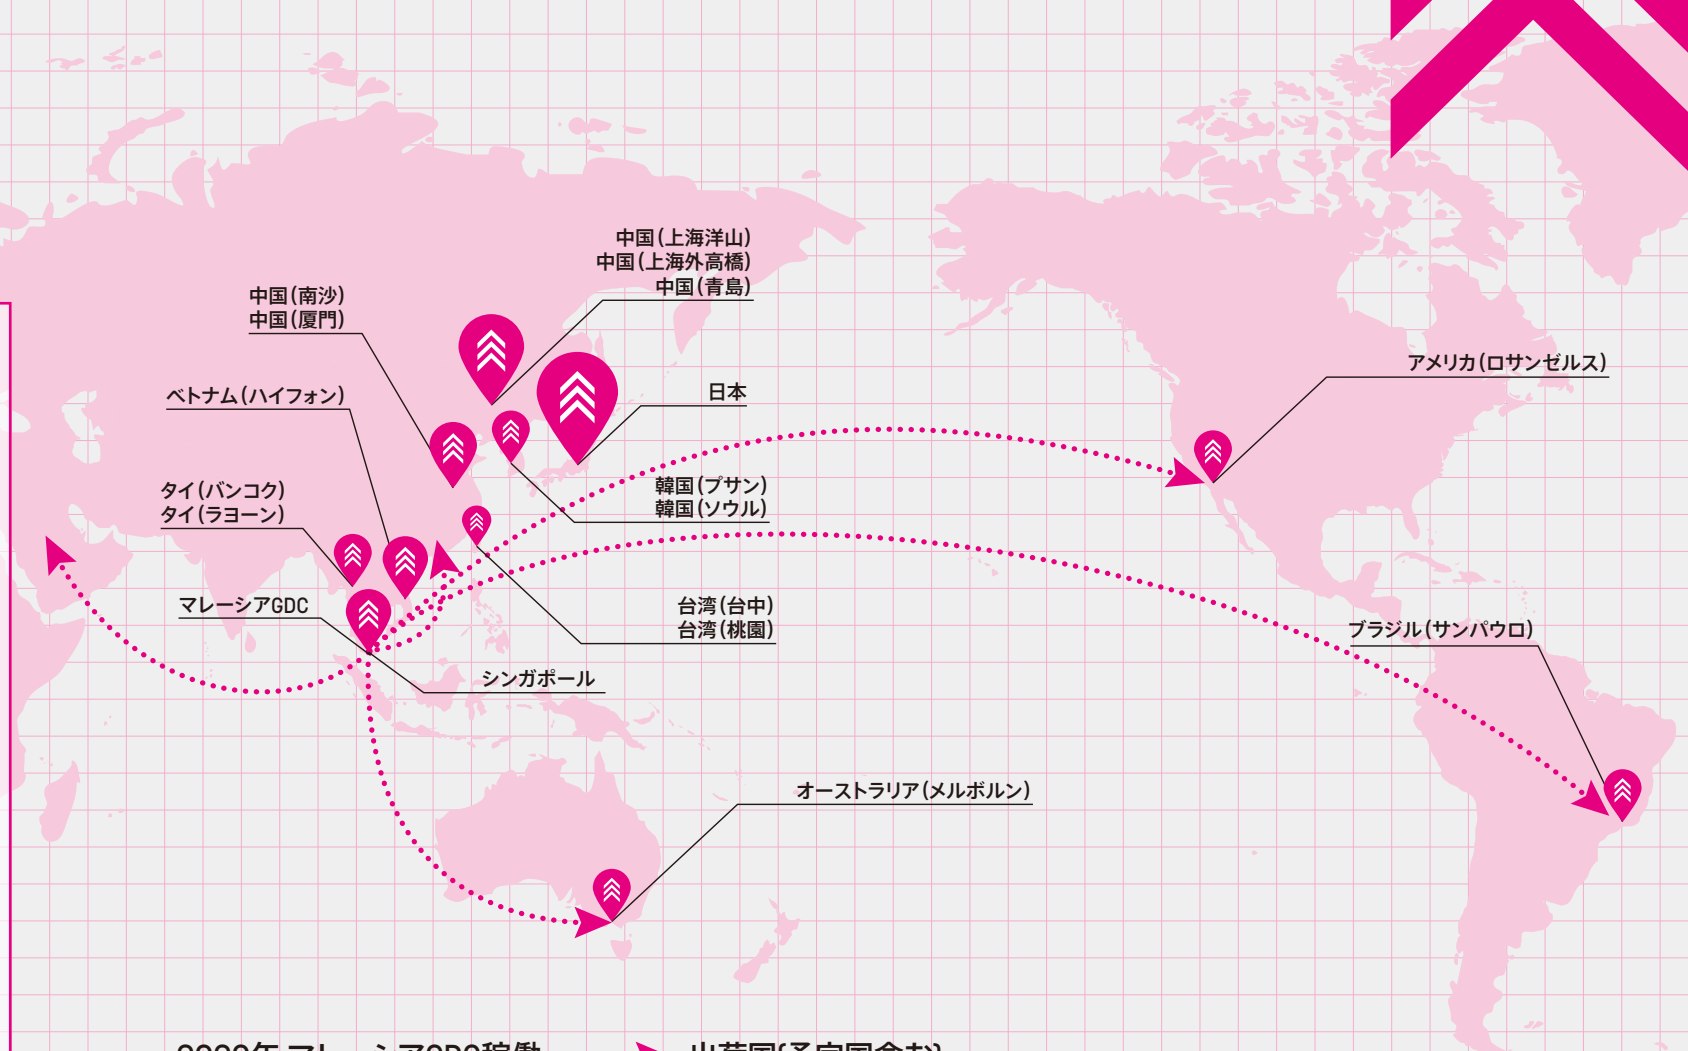 中国(上海洋山)
中国(上海外高橋)
中国(青島)
中国(南沙)
中国(厦門)
アメリカ(ロサンゼルス)
ベトナム(ハイフォン)
日本
タイ(バンコク)
タイ(ラヨーン)
韓国(プサン)
韓国(ソウル)
マレーシアGDC
台湾(台中)
台湾(桃園)
ブラジル(サンパウロ)
シンガポール
オーストラリア(メルボルン)